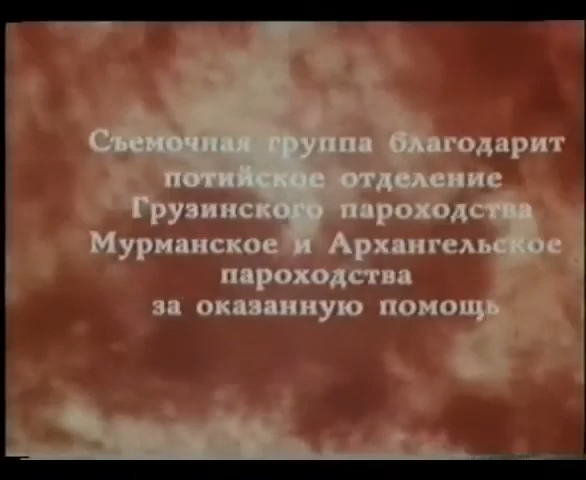 Съемочная группа благодарит
потийское отделение
Грузинского пароходства
Мурманское и Архангельское
пароходства
за оказанную помощь